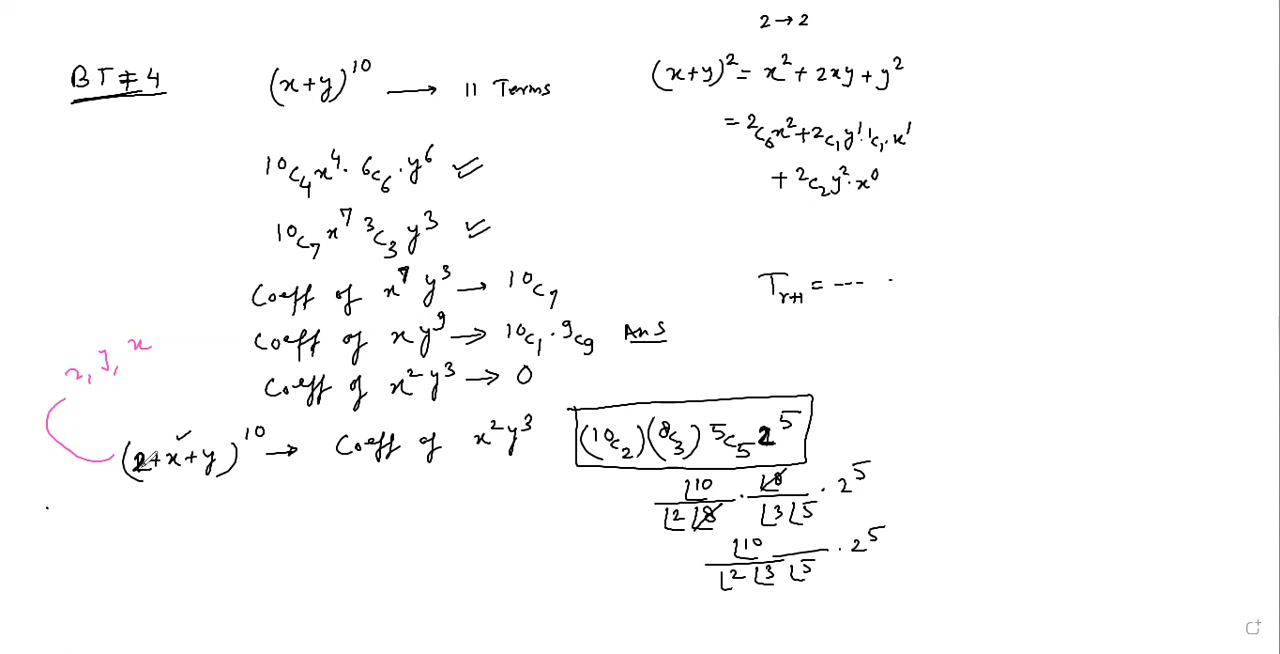 BT#4
(x+y)^10 → 11 Terms
10C4 x^4 · 6C6 · y^6 ✓
10C7 x^7 3C3 y^3 ✓
Coeff of x^7 y^3 → 10C7
Coeff of x y^9 → 10C1 · 9C9 Ans
Coeff of x^2 y^3 → 0
2, y, x
(2+x+y)^10 → Coeff of x^2 y^3 (10C2)(8C3) 5C5 2^5
⌊10/⌊2⌊8 · ⌊8/⌊3⌊5 · 2^5
⌊10/⌊2⌊3⌊5 · 2^5
2→2
(x+y)^2 = x^2 + 2xy + y^2
= 2C0 x^2 + 2C1 y^1 · 1C1 · x^1
+ 2C2 y^2 · x^0
Tr+1 = --- .